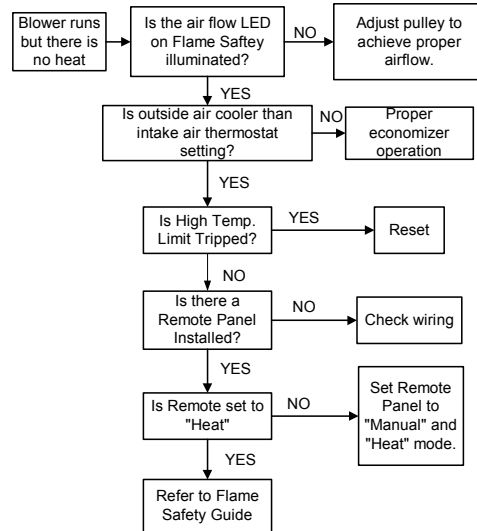 Blower runs
but there is
no heat
Is the air flow LED
on Flame Saftey
illuminated?
NO
Adjust pulley to
achieve proper
airflow.
YES
Is outside air cooler than
intake air thermostat
setting?
NO
Proper
economizer
operation
YES
Is High Temp.
Limit Tripped?
YES
Reset
NO
Is there a
Remote Panel
Installed?
NO
Check wiring
YES
Is Remote set to
"Heat"
NO
Set Remote
Panel to
"Manual" and
"Heat" mode.
YES
Refer to Flame
Safety Guide